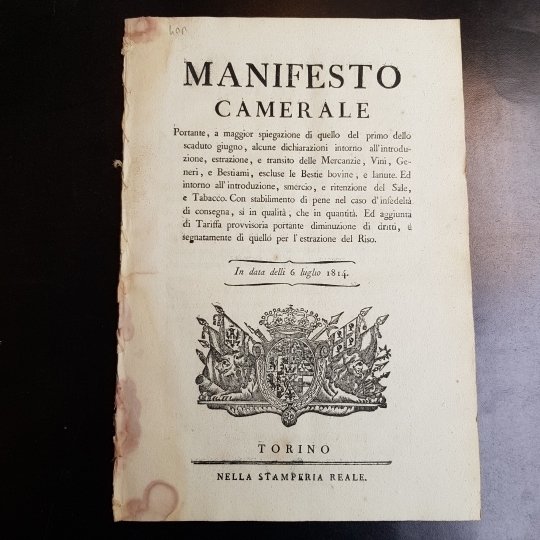 MANIFESTO
CAMERALE
Portante, a maggior spiegazione di quello del primo dello
scaduto giugno, alcune dichiarazioni intorno all'introdu-
zione, estrazione, e transito delle Mercanzie, Vini, Ge-
neri, e Bestiami, escluse le Bestie bovine, e lanute. Ed
intorno all'introduzione, smercio, e ritenzione del Sale,
e Tabacco. Con stabilimento di pene nel caso d'infedeltà
di consegna, sì in qualità, che in quantità. Ed aggiunta
di Tariffa provvisoria portante diminuzione di dritti, e
segnatamente di quello per l'estrazione del Riso.
In data delli 6 luglio 1814.
TORINO
NELLA STAMPERIA REALE.